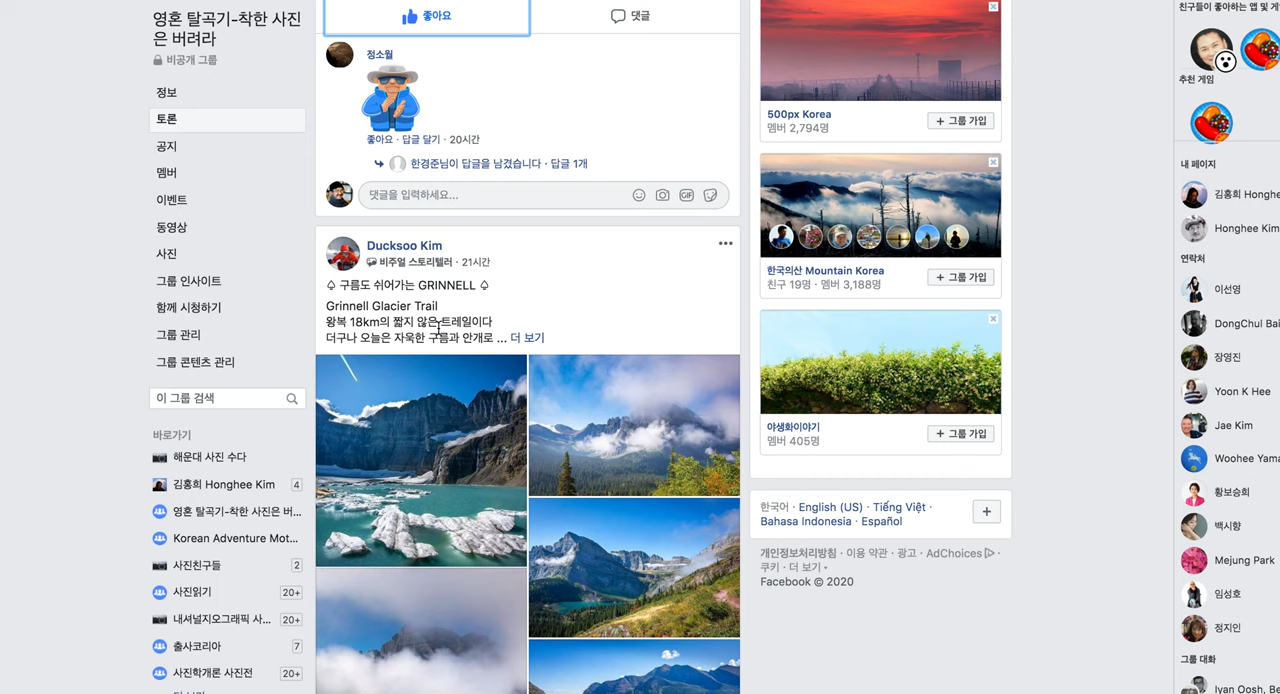 영혼 탈곡기-착한 사진
은 버려라
비공개 그룹
정보
토론
공지
멤버
이벤트
동영상
사진
그룹 인사이트
함께 시청하기
그룹 관리
그룹 콘텐츠 관리
이 그룹 검색
바로가기
해운대 사진 수다
김홍희 Honghee Kim 4
영혼 탈곡기-착한 사진은 버...
Korean Adventure Mot...
사진친구들 2
사진읽기 20+
내셔널지오그래픽 사... 20+
출사코리아 7
사진학개론 사진전 20+
좋아요 댓글
정소월
좋아요 · 답글 달기 · 20시간
한경준님이 답글을 남겼습니다 · 답글 1개
댓글을 입력하세요...
GIF
Ducksoo Kim
비주얼 스토리텔러 · 21시간
♤ 구름도 쉬어가는 GRINNELL ♤
Grinnell Glacier Trail
왕복 18km의 짧지 않은 트레일이다
더구나 오늘은 자욱한 구름과 안개로 ... 더 보기
500px Korea
멤버 2,794명
+ 그룹 가입
한국의산 Mountain Korea
친구 19명 · 멤버 3,188명
+ 그룹 가입
야생화이야기
멤버 405명
+ 그룹 가입
한국어 · English (US) · Tiếng Việt ·
Bahasa Indonesia · Español
개인정보처리방침 · 이용 약관 · 광고 · AdChoices ·
쿠키 · 더 보기
Facebook © 2020
친구들이 좋아하는 앱 및 게
추천 게임
내 페이지
김홍희 Honghe
Honghee Kim
연락처
이선영
DongChul Bai
장영진
Yoon K Hee
Jae Kim
Woohee Yama
황보승희
백시향
Mejung Park
임성호
정지인
그룹 대화
Iyan Oosh, Be